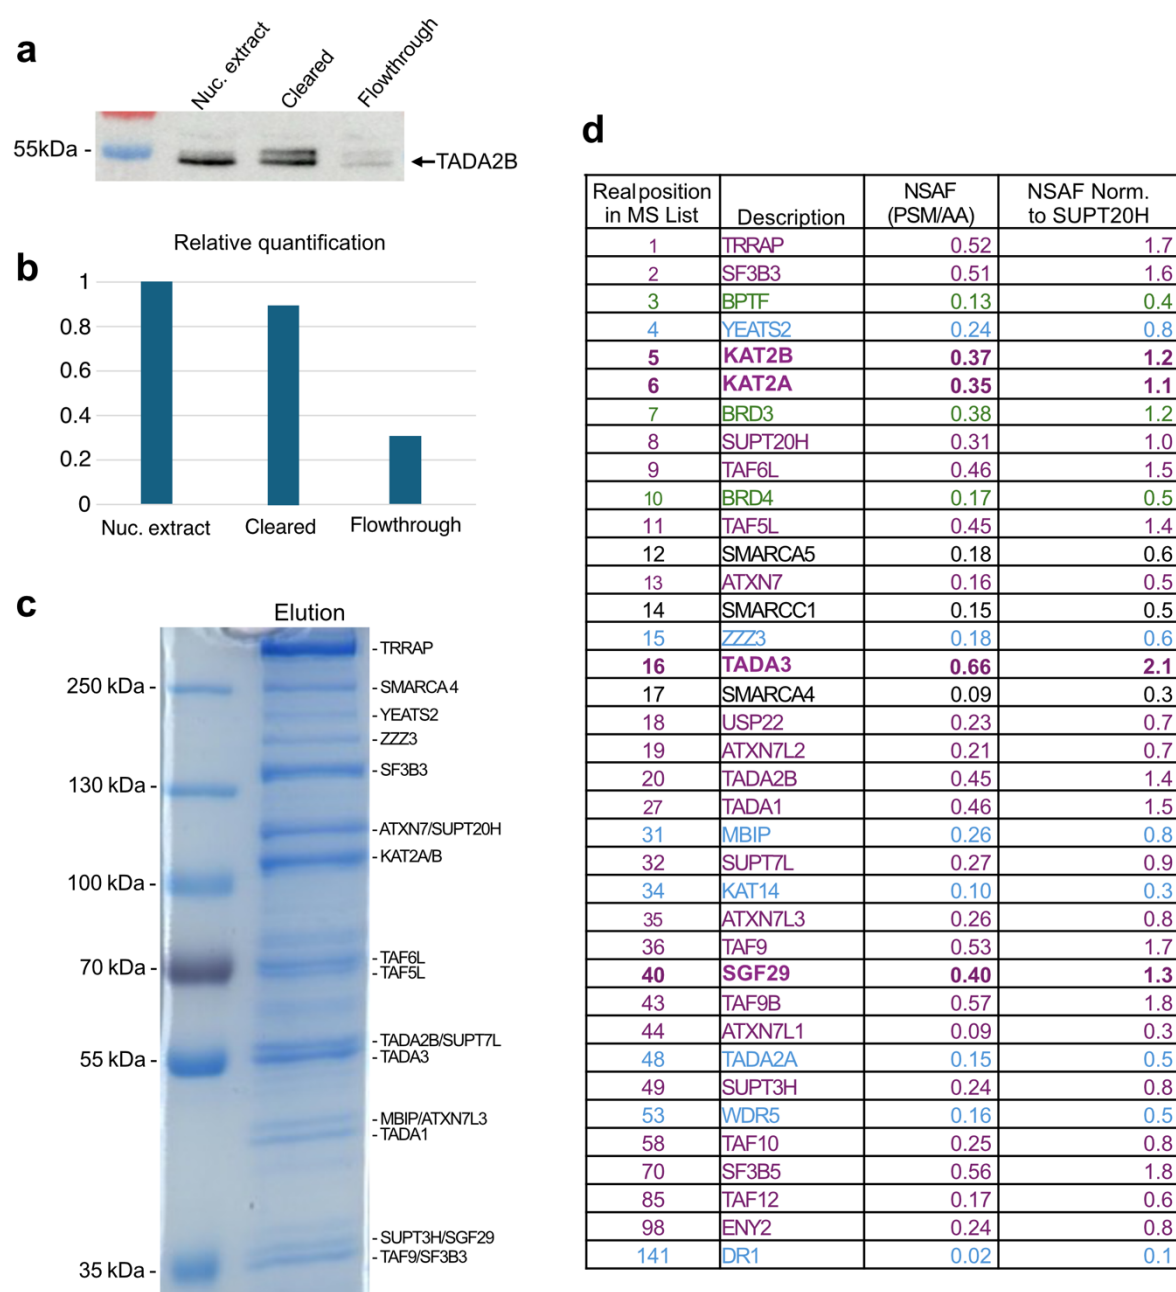 a
Nuc. extract
Cleared
Flowthrough
55kDa -
TADA2B
b
Relative quantification
1
0.8
0.6
0.4
0.2
0
Nuc. extract Cleared Flowthrough
c
Elution
250 kDa -
130 kDa -
100 kDa -
70 kDa -
55 kDa -
35 kDa -
- TRRAP
- SMARCA4
- YEATS2
- ZZZ3
- SF3B3
- ATXN7/SUPT20H
- KAT2A/B
- TAF6L
- TAF5L
- TADA2B/SUPT7L
- TADA3
- MBIP/ATXN7L3
- TADA1
- SUPT3H/SGF29
- TAF9/SF3B3
d
Real position in MS List Description NSAF (PSM/AA) NSAF Norm. to SUPT20H
1 TRRAP 0.52 1.7
2 SF3B3 0.51 1.6
3 BPTF 0.13 0.4
4 YEATS2 0.24 0.8
5 KAT2B 0.37 1.2
6 KAT2A 0.35 1.1
7 BRD3 0.38 1.2
8 SUPT20H 0.31 1.0
9 TAF6L 0.46 1.5
10 BRD4 0.17 0.5
11 TAF5L 0.45 1.4
12 SMARCA5 0.18 0.6
13 ATXN7 0.16 0.5
14 SMARCC1 0.15 0.5
15 ZZZ3 0.18 0.6
16 TADA3 0.66 2.1
17 SMARCA4 0.09 0.3
18 USP22 0.23 0.7
19 ATXN7L2 0.21 0.7
20 TADA2B 0.45 1.4
27 TADA1 0.46 1.5
31 MBIP 0.26 0.8
32 SUPT7L 0.27 0.9
34 KAT14 0.10 0.3
35 ATXN7L3 0.26 0.8
36 TAF9 0.53 1.7
40 SGF29 0.40 1.3
43 TAF9B 0.57 1.8
44 ATXN7L1 0.09 0.3
48 TADA2A 0.15 0.5
49 SUPT3H 0.24 0.8
53 WDR5 0.16 0.5
58 TAF10 0.25 0.8
70 SF3B5 0.56 1.8
85 TAF12 0.17 0.6
98 ENY2 0.24 0.8
141 DR1 0.02 0.1